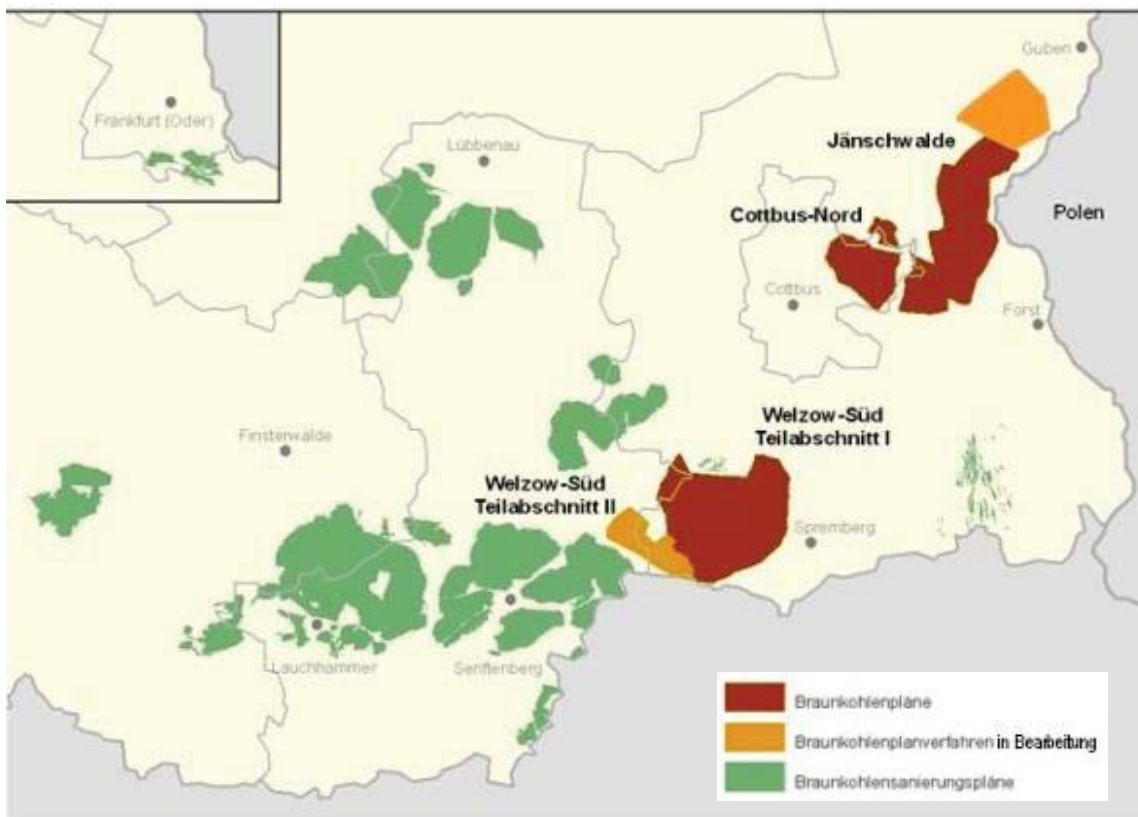 Guben
Frankfurt (Oder)
Lübbenau
Jänschwalde
Cottbus-Nord
Polen
Cottbus
Forst
Finsterwalde
Welzow-Süd
Teilabschnitt I
Welzow-Süd
Teilabschnitt II
Spremberg
Lauchhammer
Senftenberg
Braunkohlenpläne
Braunkohlenplanverfahren in Bearbeitung
Braunkohlensanierungspläne